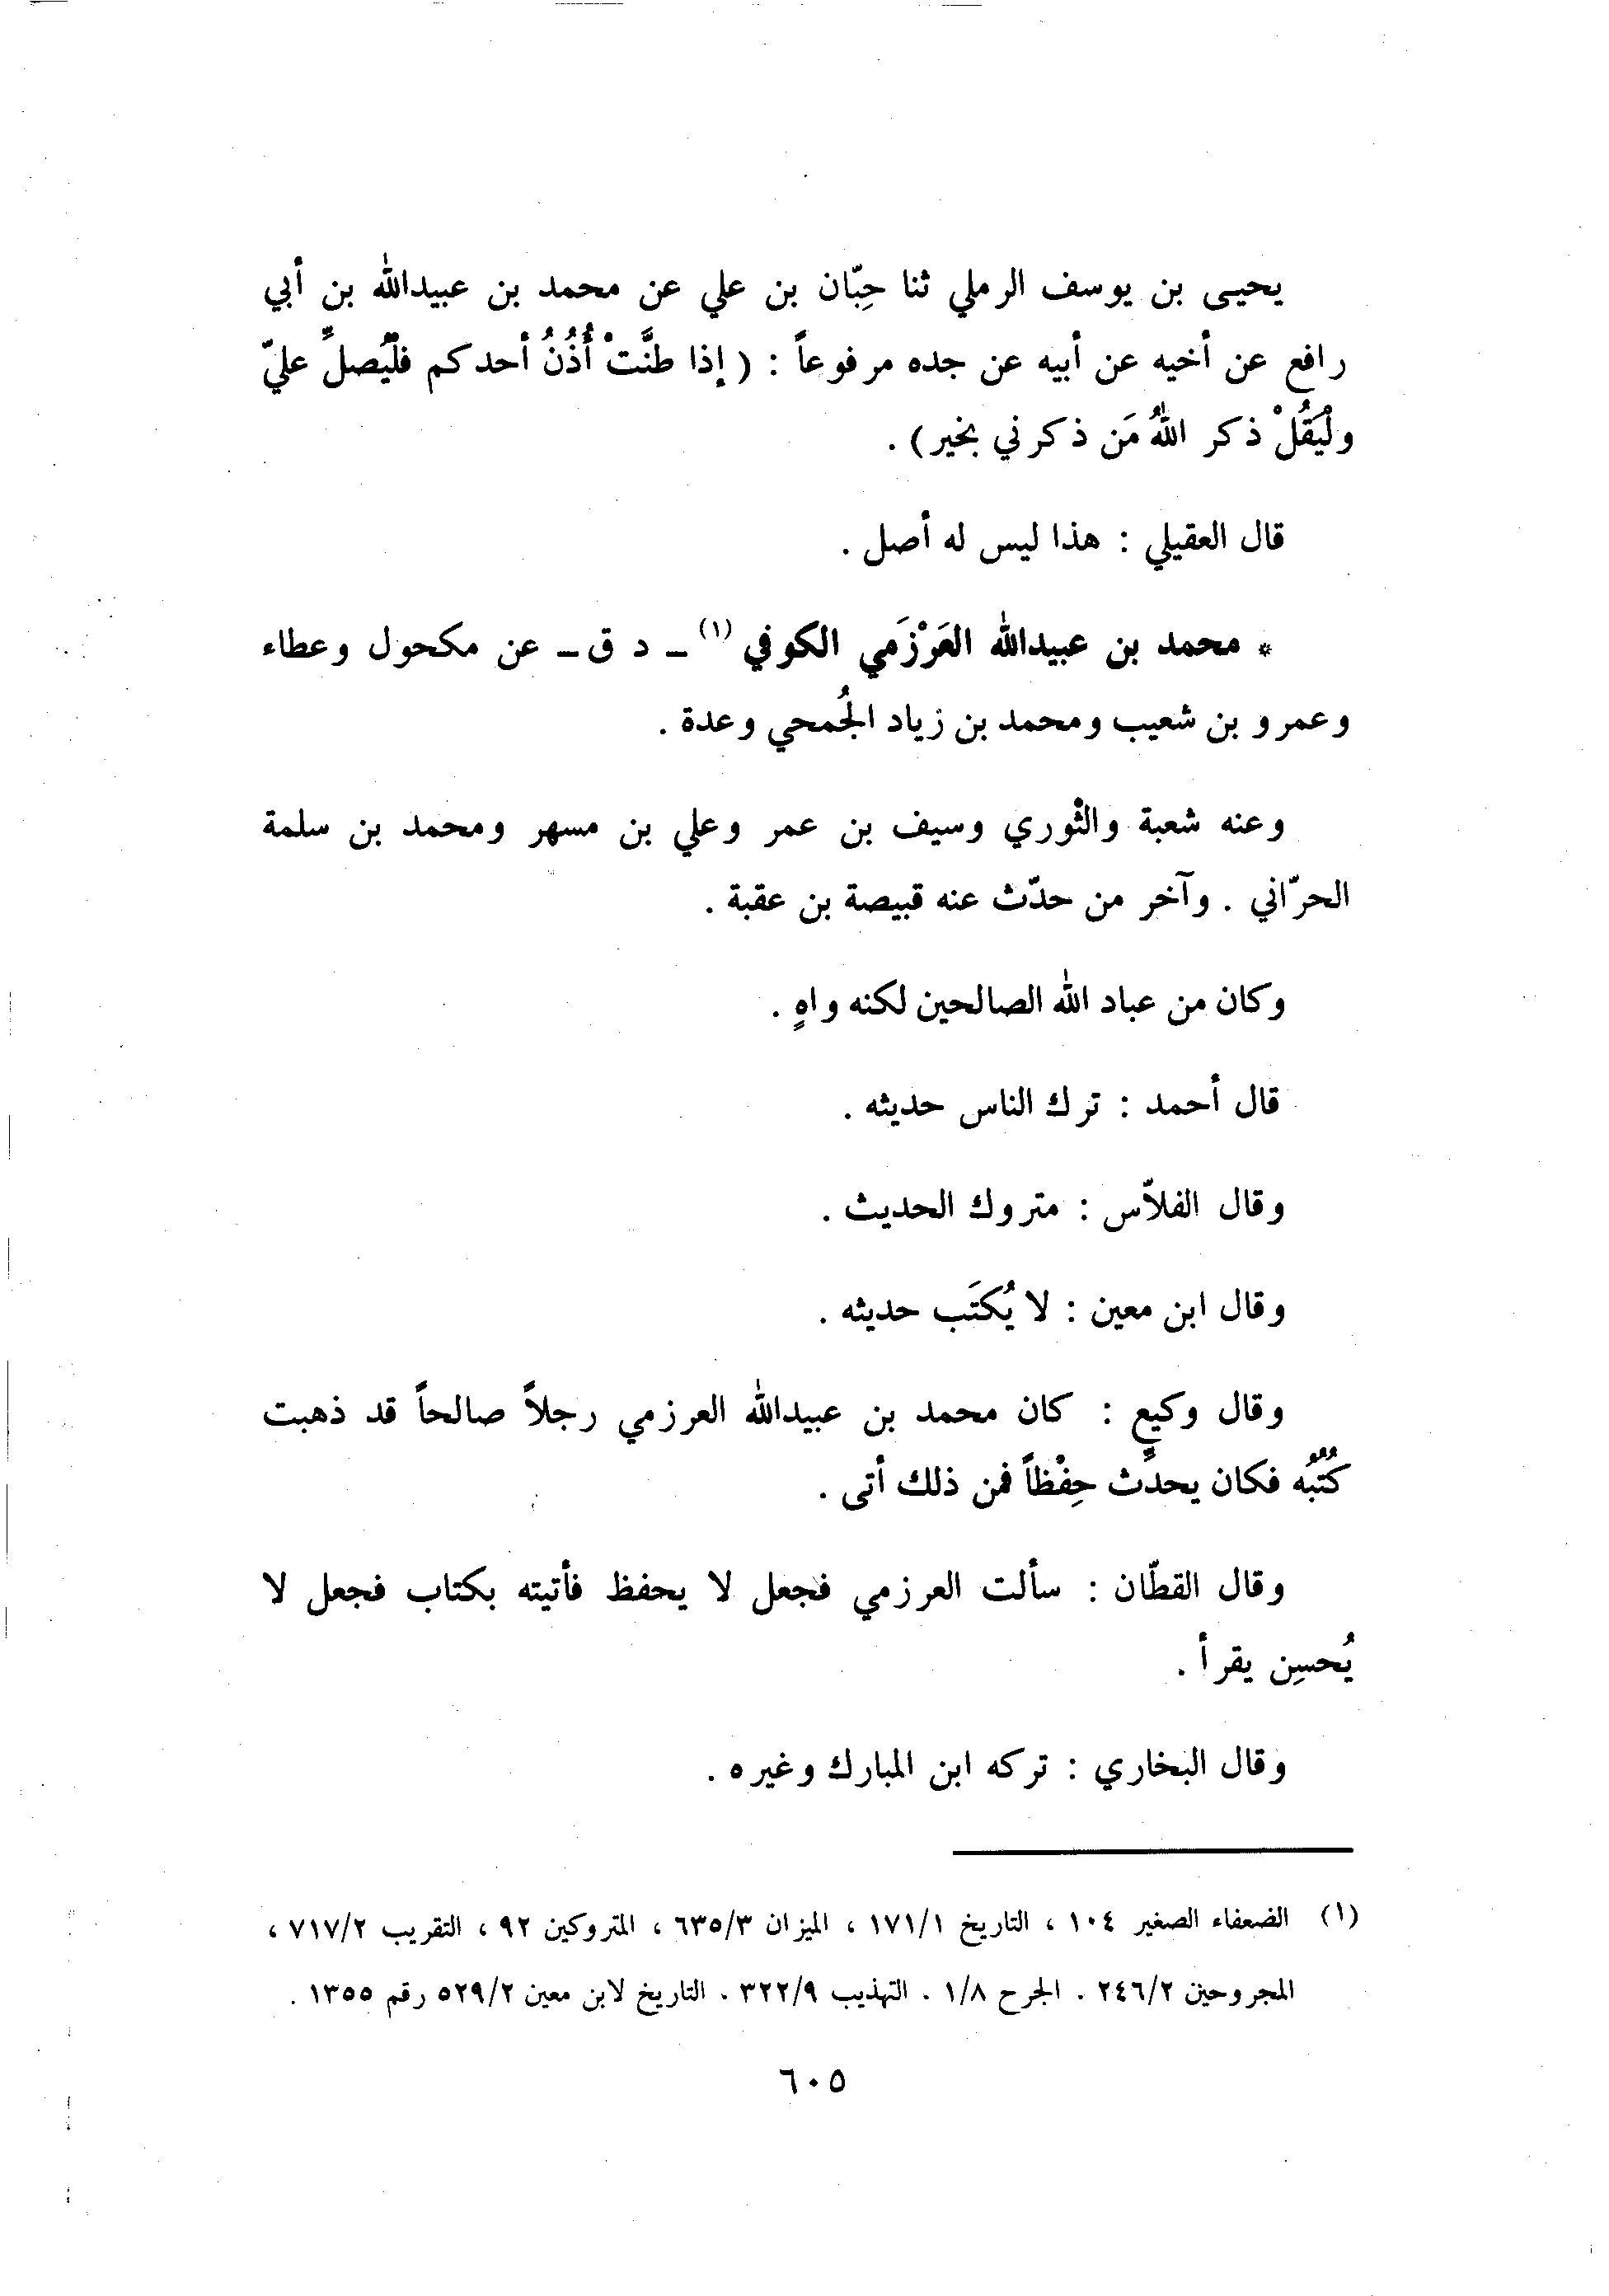 يحيى بن يوسف الرملي ثنا حِبّان بن علي عن محمد بن عبيدالله بن أبي
رافع عن أخيه عن أبيه عن جده مرفوعاً : ( إذا طنَّتْ أُذُنُ أحدكم فلْيُصلِّ عليّ
ولْيَقُلْ ذكر اللهُ مَن ذكرني بخير) .
قال العقيلي : هذا ليس له أصل .
* محمد بن عبيدالله العَرْزَمي الكوفي (١) ـ د ق ـ عن مكحول وعطاء
وعمرو بن شعيب ومحمد بن زياد الجُمحي وعدة .
وعنه شعبة والثْوري وسيف بن عمر وعلي بن مسهر ومحمد بن سلمة
الحرّاني . وآخر من حدّث عنه قبيصة بن عقبة .
وكان من عباد الله الصالحين لكنه واهٍ .
قال أحمد : ترك الناس حديثه .
وقال الفلاّس : متروك الحديث .
وقال ابن معين : لا يُكتَب حديثه .
وقال وكيع : كان محمد بن عبيدالله العرزمي رجلاً صالحاً قد ذهبت
كُتُبُه فكان يحدِّث حِفْظاً فمن ذلك أتى .
وقال القطّان : سألت العرزمي فجعل لا يحفظ فأتيته بكتاب فجعل لا
يُحسِن يقرأ .
وقال البخاري : تركه ابن المبارك وغيره .
(١) الضعفاء الصغير ١٠٤ ، التاريخ ١٧١/١ ، الميزان ٦٣٥/٣ ، المتروكين ٩٢ ، التقريب ٧١٧/٢ ،
المجروحين ٢٤٦/٢ . الجرح ١/٨ . التهذيب ٣٢٢/٩ . التاريخ لابن معين ٥٢٩/٢ رقم ١٣٥٥ .
٦٠٥